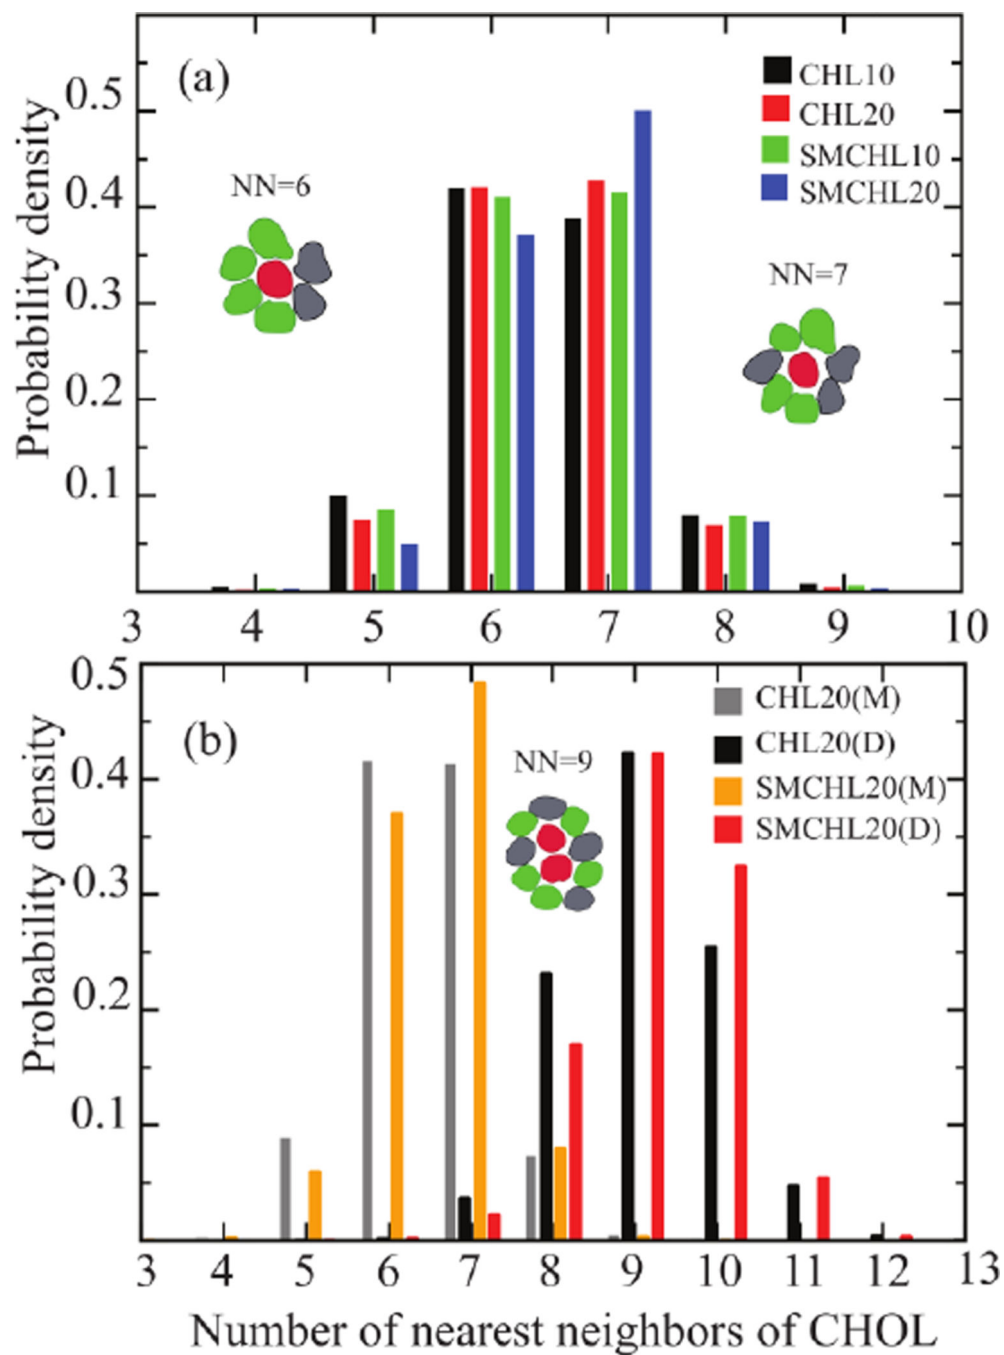 (a)
CHL10
CHL20
SMCHL10
SMCHL20
NN=6
NN=7
Probability density
0.5
0.4
0.3
0.2
0.1
3 4 5 6 7 8 9 10
(b)
CHL20(M)
CHL20(D)
SMCHL20(M)
SMCHL20(D)
NN=9
Probability density
0.5
0.4
0.3
0.2
0.1
3 4 5 6 7 8 9 10 11 12 13
Number of nearest neighbors of CHOL